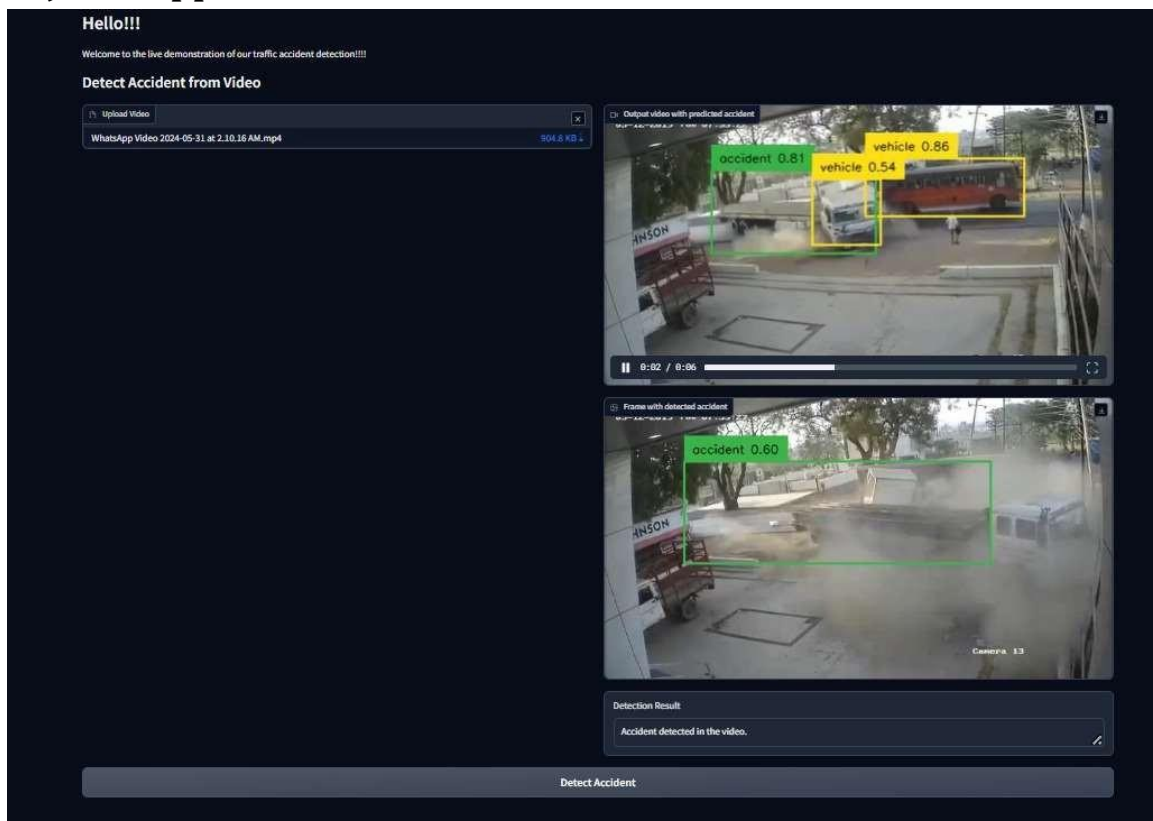 Hello!!!
Welcome to the live demonstration of our traffic accident detection!!!!
Detect Accident from Video
Upload Video
WhatsApp Video 2024-05-31 at 2.10.16 AM.mp4 904.8 KB
Output video with predicted accident
accident 0.81
vehicle 0.86
vehicle 0.54
HNSON
0:02 / 0:06
Frame with detected accident
accident 0.60
HNSON
Camera 13
Detection Result
Accident detected in the video.
Detect Accident